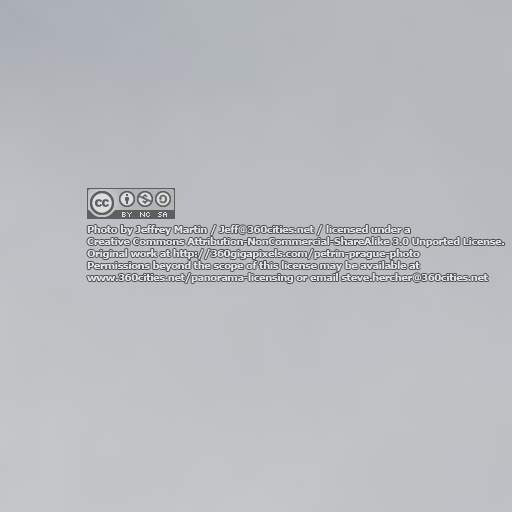 cc BY NC SA
Photo by Jeffrey Martin / Jeff@360cities.net / licensed under a
Creative Commons Attribution-NonCommercial-ShareAlike 3.0 Unported License.
Original work at http://360gigapixels.com/petrin-prague-photo
Permissions beyond the scope of this license may be available at
www.360cities.net/panorama-licensing or email steve.hercher@360cities.net